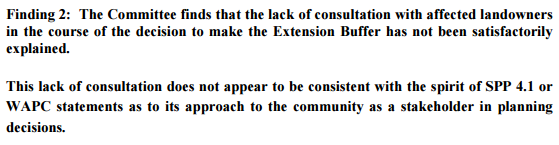 Finding 2: The Committee finds that the lack of consultation with affected landowners
in the course of the decision to make the Extension Buffer has not been satisfactorily
explained.
This lack of consultation does not appear to be consistent with the spirit of SPP 4.1 or
WAPC statements as to its approach to the community as a stakeholder in planning
decisions.